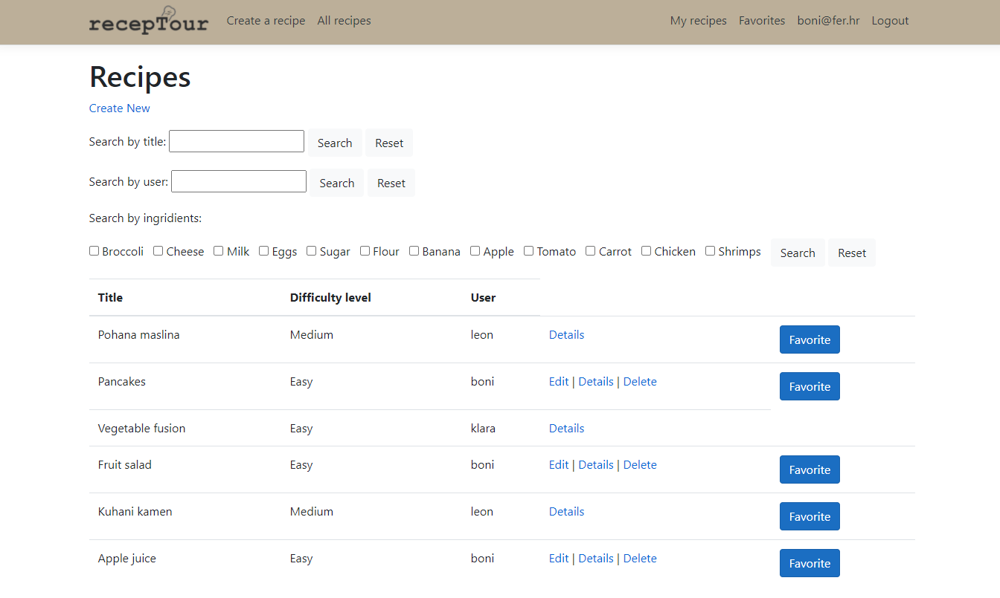 recepTour Create a recipe All recipes My recipes Favorites boni@fer.hr Logout
Recipes
Create New
Search by title: Search Reset
Search by user: Search Reset
Search by ingridients:
Broccoli Cheese Milk Eggs Sugar Flour Banana Apple Tomato Carrot Chicken Shrimps Search Reset
Title Difficulty level User
Pohana maslina Medium leon Details Favorite
Pancakes Easy boni Edit | Details | Delete Favorite
Vegetable fusion Easy klara Details
Fruit salad Easy boni Edit | Details | Delete Favorite
Kuhani kamen Medium leon Details Favorite
Apple juice Easy boni Edit | Details | Delete Favorite